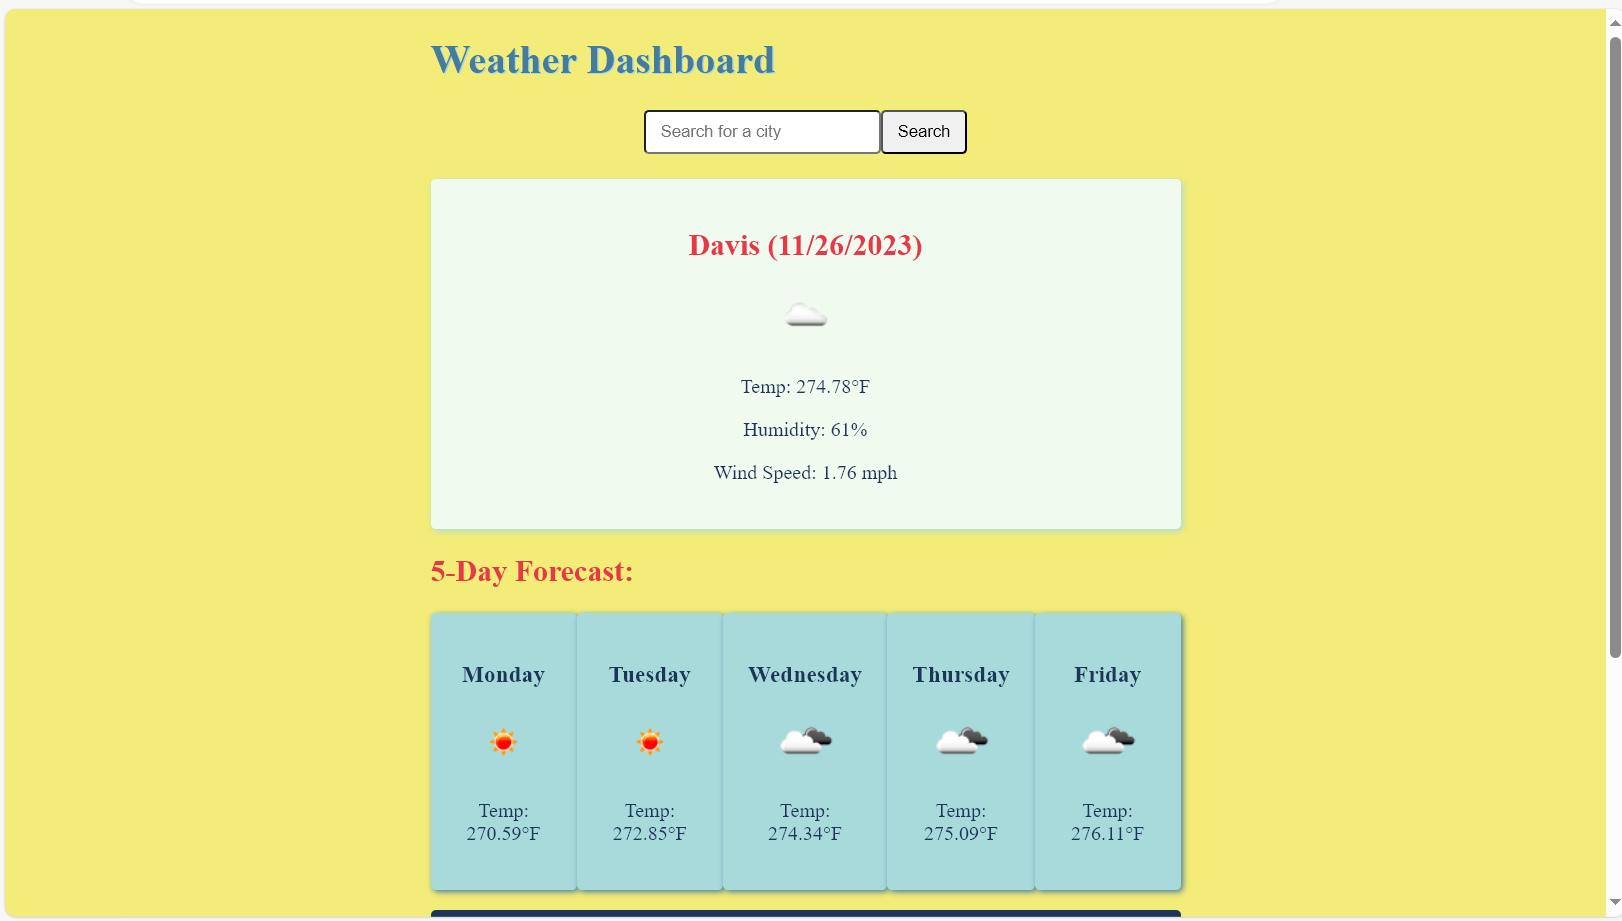 Weather Dashboard
Search for a city
Search
Davis (11/26/2023)
Temp: 274.78°F
Humidity: 61%
Wind Speed: 1.76 mph
5-Day Forecast:
Monday
Temp:
270.59°F
Tuesday
Temp:
272.85°F
Wednesday
Temp:
274.34°F
Thursday
Temp:
275.09°F
Friday
Temp:
276.11°F